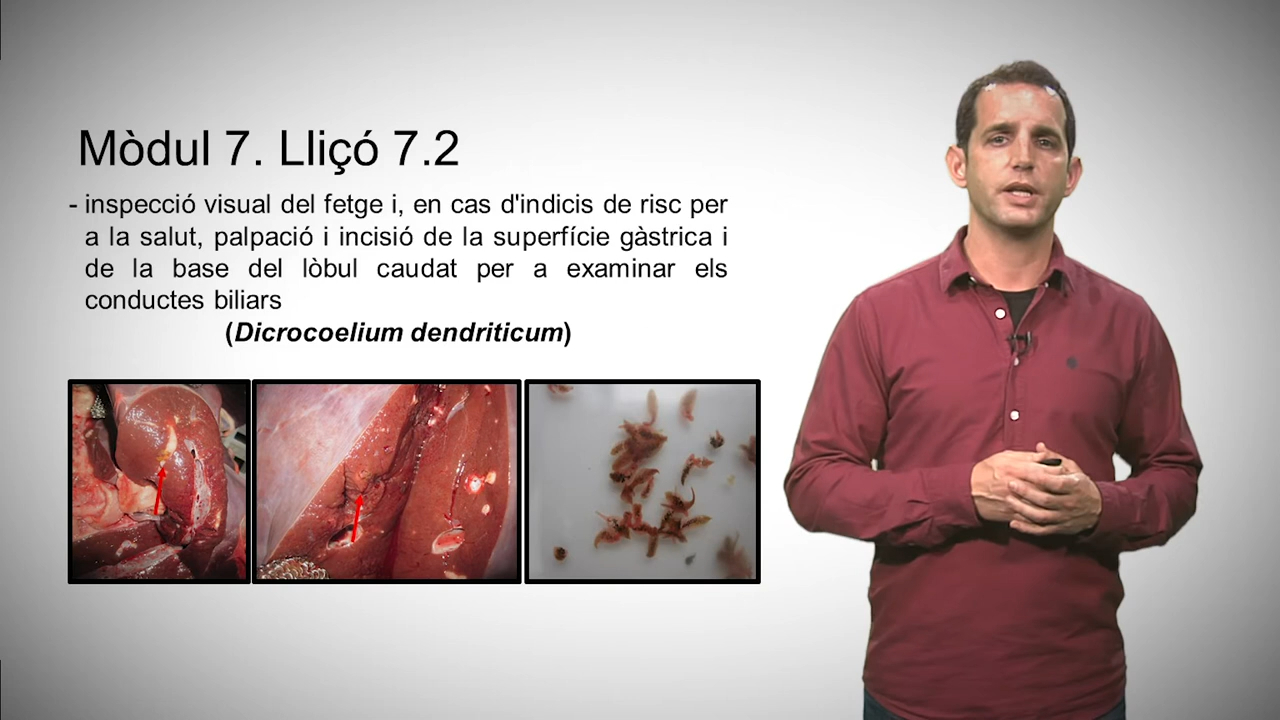 Mòdul 7. Lliçó 7.2
- inspecció visual del fetge i, en cas d'indicis de risc per
a la salut, palpació i incisió de la superfície gàstrica i
de la base del lòbul caudat per a examinar els
conductes biliars
(Dicrocoelium dendriticum)